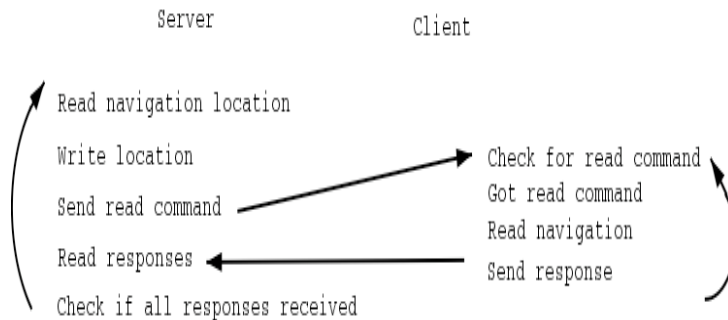 Server
Client
Read navigation location
Write location
Send read command
Read responses
Check if all responses received
Check for read command
Got read command
Read navigation
Send response